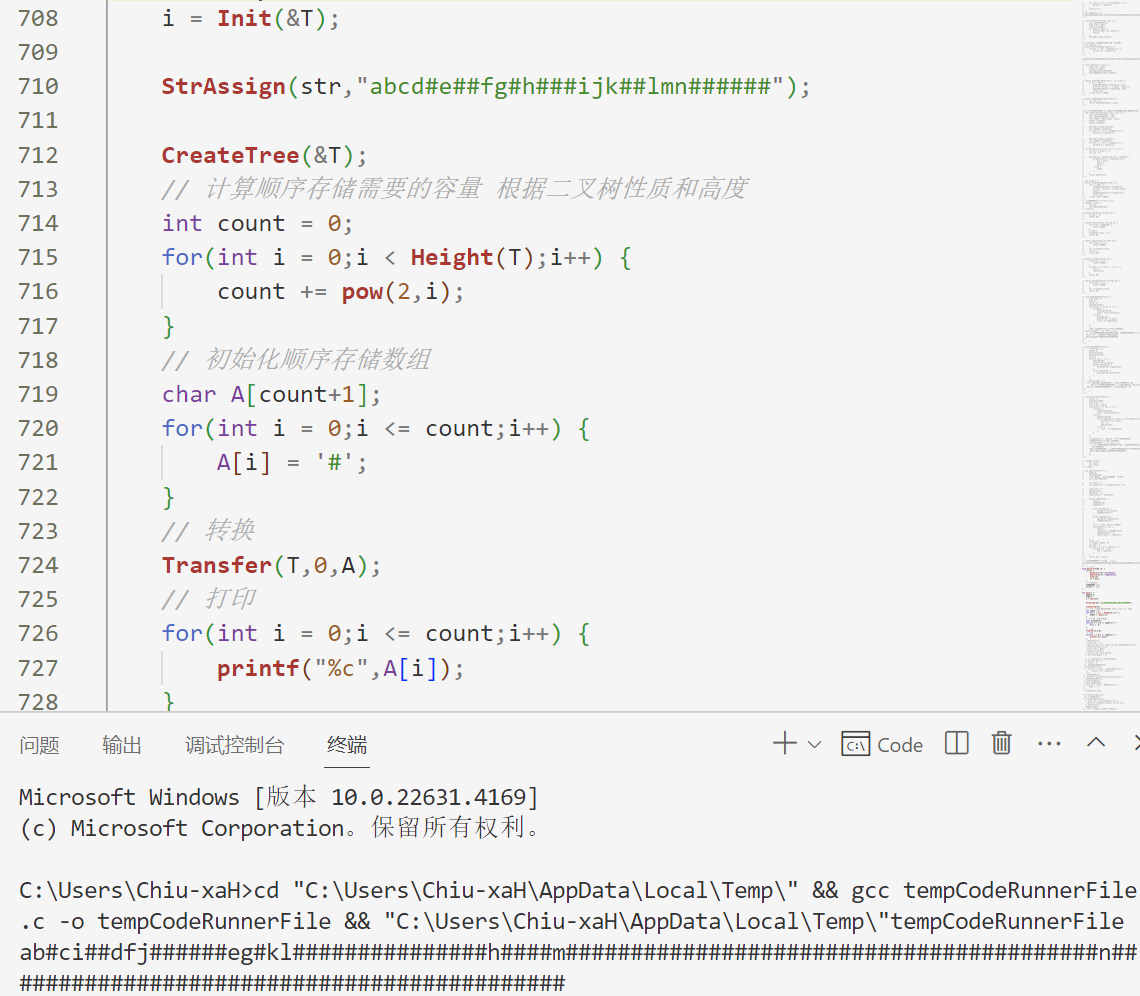 708 i = Init(&T);
709
710 StrAssign(str,"abcd#e##fg#h###ijk##lmn######");
711
712 CreateTree(&T);
713 // 计算顺序存储需要的容量 根据二叉树性质和高度
714 int count = 0;
715 for(int i = 0;i < Height(T);i++) {
716 count += pow(2,i);
717 }
718 // 初始化顺序存储数组
719 char A[count+1];
720 for(int i = 0;i <= count;i++) {
721 A[i] = '#';
722 }
723 // 转换
724 Transfer(T,0,A);
725 // 打印
726 for(int i = 0;i <= count;i++) {
727 printf("%c",A[i]);
728 }
问题 输出 调试控制台 终端 Code
Microsoft Windows [版本 10.0.22631.4169]
(c) Microsoft Corporation。保留所有权利。
C:\Users\Chiu-xaH>cd "C:\Users\Chiu-xaH\AppData\Local\Temp\" && gcc tempCodeRunnerFile
.c -o tempCodeRunnerFile && "C:\Users\Chiu-xaH\AppData\Local\Temp\"tempCodeRunnerFile
ab#ci##dfj######eg#kl###############h####m#########################################n##
##########################################